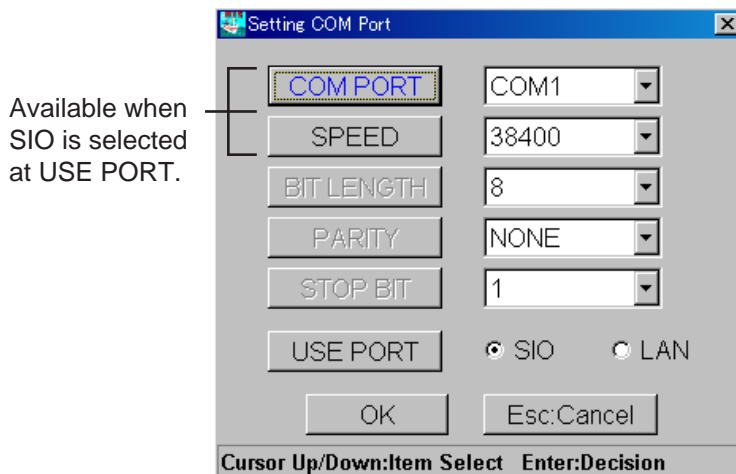 Setting COM Port
Available when
SIO is selected
at USE PORT.
COM PORT COM1
SPEED 38400
BIT LENGTH 8
PARITY NONE
STOP BIT 1
USE PORT SIO LAN
OK Esc:Cancel
Cursor Up/Down:Item Select Enter:Decision